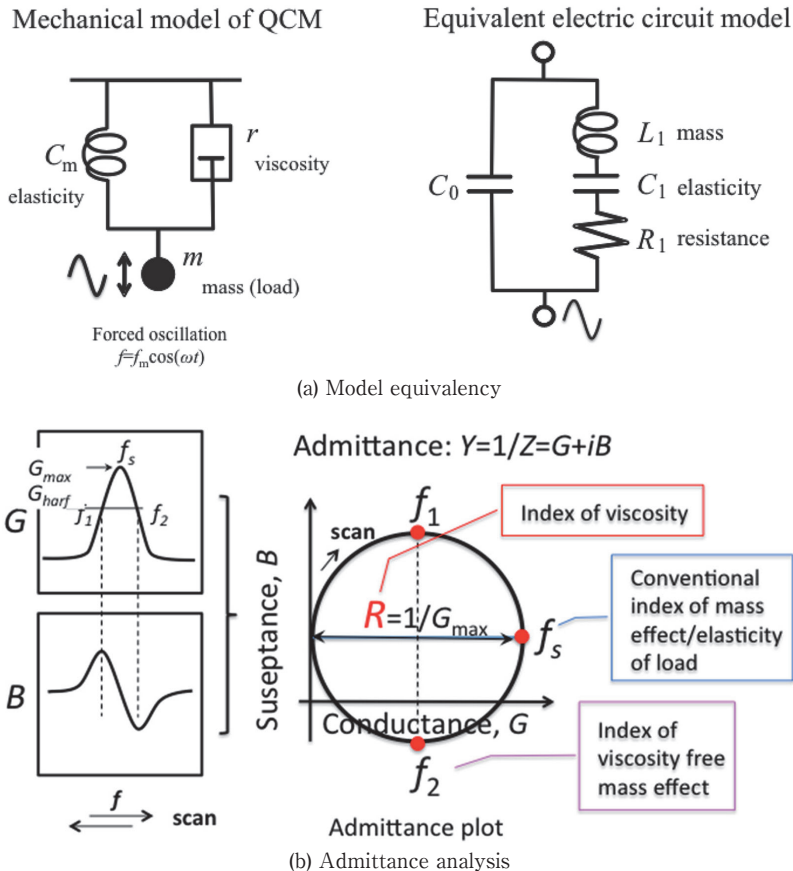 Mechanical model of QCM
Equivalent electric circuit model
C_m
elasticity
r
viscosity
m
mass (load)
Forced oscillation
f=f_m cos(ωt)
C_0
L_1 mass
C_1 elasticity
R_1 resistance
(a) Model equivalency
G
G_max
G_harf
f_s
f_1
f_2
B
f
scan
Admittance: Y=1/Z=G+iB
Suseptance, B
scan
f_1
R=1/G_max
f_s
Conductance, G
f_2
Admittance plot
Index of viscosity
Conventional
index of mass
effect/elasticity
of load
Index of
viscosity free
mass effect
(b) Admittance analysis